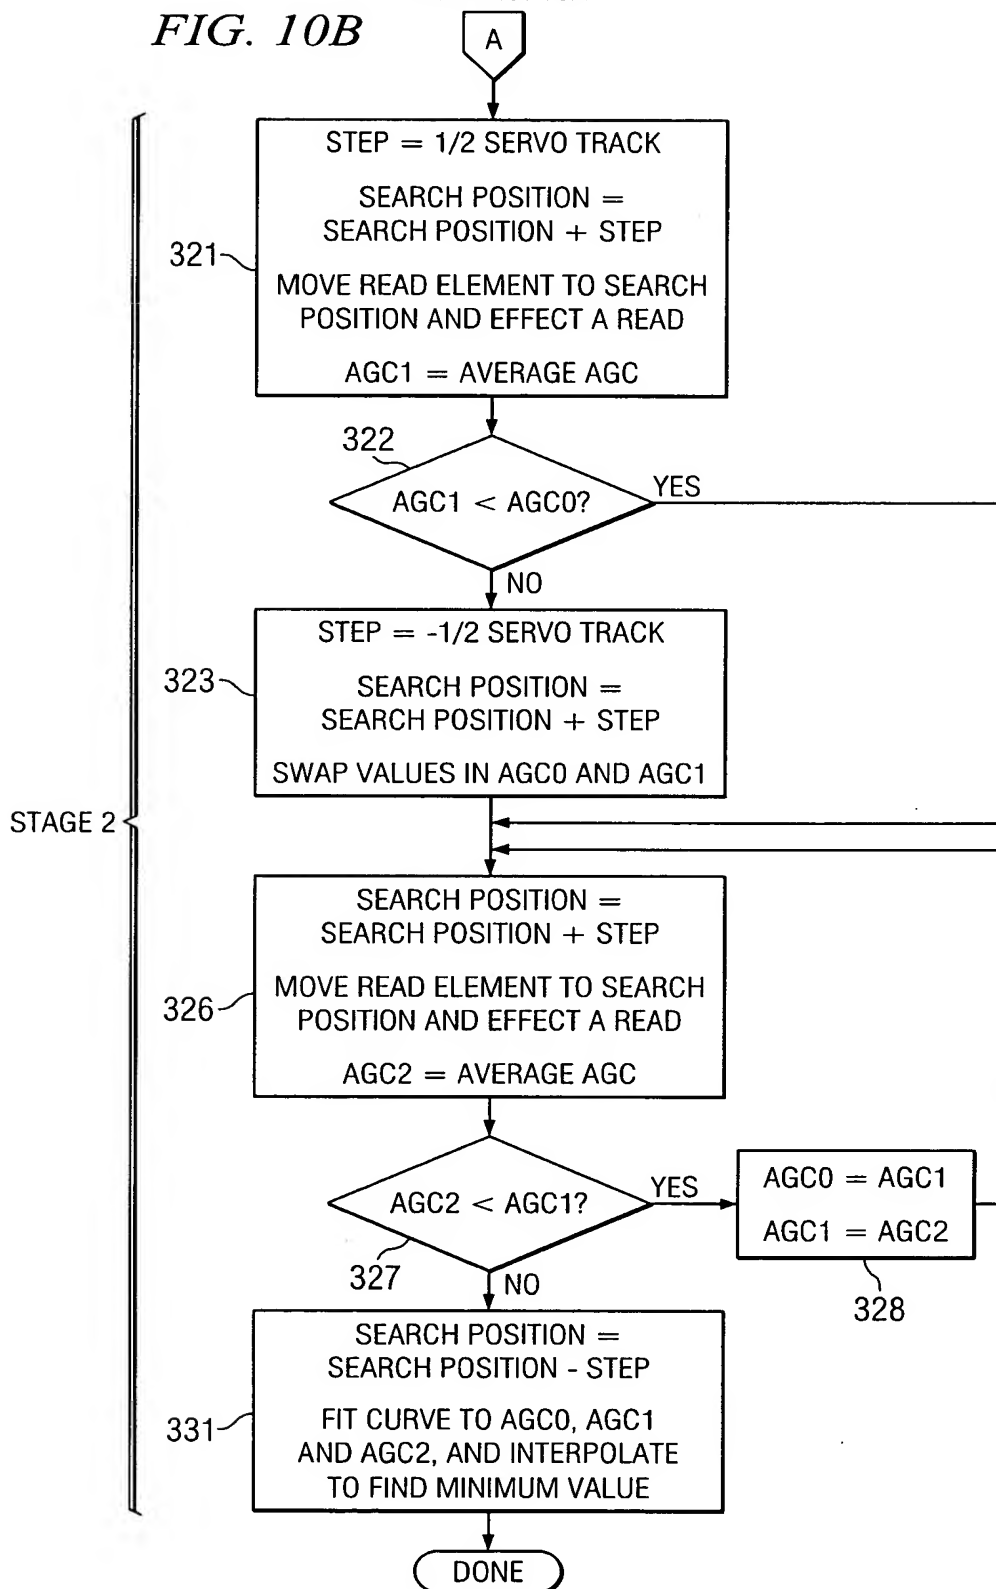 FIG. 10B
A
STEP = 1/2 SERVO TRACK
SEARCH POSITION =
SEARCH POSITION + STEP
MOVE READ ELEMENT TO SEARCH
POSITION AND EFFECT A READ
AGC1 = AVERAGE AGC
321
322
AGC1 < AGC0?
YES
NO
STEP = -1/2 SERVO TRACK
SEARCH POSITION =
SEARCH POSITION + STEP
SWAP VALUES IN AGC0 AND AGC1
323
STAGE 2
SEARCH POSITION =
SEARCH POSITION + STEP
MOVE READ ELEMENT TO SEARCH
POSITION AND EFFECT A READ
AGC2 = AVERAGE AGC
326
AGC2 < AGC1?
YES
327
NO
AGC0 = AGC1
AGC1 = AGC2
328
SEARCH POSITION =
SEARCH POSITION - STEP
FIT CURVE TO AGC0, AGC1
AND AGC2, AND INTERPOLATE
TO FIND MINIMUM VALUE
331
DONE